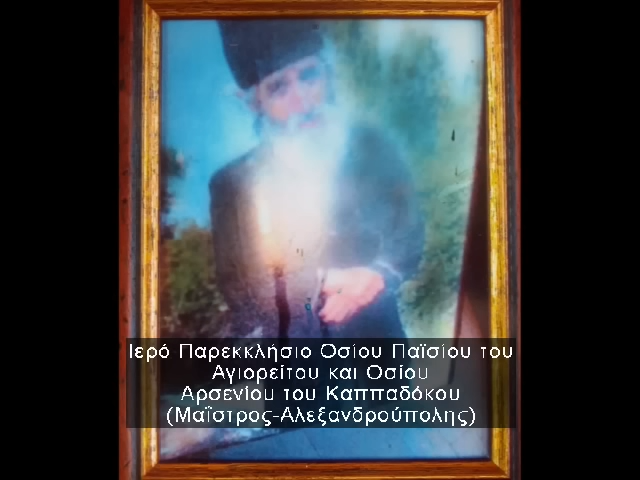 Ιερό Παρεκκλήσιο Οσίου Παϊσίου του
Αγιορείτου και Οσίου
Αρσενίου του Καππαδόκου
(Μαΐστρος-Αλεξανδρούπολης)